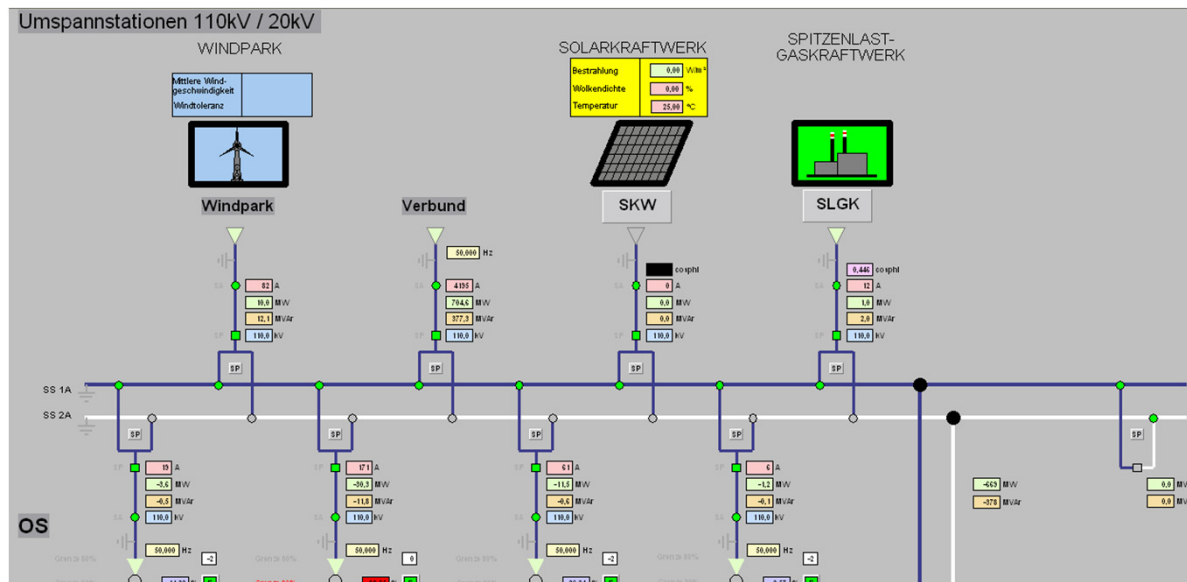 Umspannstationen 110kV / 20kV
WINDPARK
SOLARKRAFTWERK
SPITZENLAST-
GASKRAFTWERK
Mittlere Wind-
geschwindigkeit
Windtoleranz
Bestrahlung 0,00 W/m²
Wolkendichte 0,00 %
Temperatur 25,00 °C
Windpark
Verbund
SKW
SLGK
50,000 Hz
cosphi
0,446 cosphi
82 A
4195 A
0 A
12 A
10,0 MW
704,6 MW
0,0 MW
1,0 MW
12,1 MVAr
377,3 MVAr
0,0 MVAr
2,0 MVAr
110,0 kV
110,0 kV
110,0 kV
110,0 kV
SP
SP
SP
SP
SS 1A
SS 2A
SP
SP
SP
SP
SP
19 A
171 A
61 A
6 A
-3,6 MW
-30,3 MW
-11,5 MW
-1,2 MW
-669 MW
0,0
-0,5 MVAr
-11,8 MVAr
-0,6 MVAr
-0,1 MVAr
-378 MVAr
0,0
110,0 kV
110,0 kV
110,0 kV
110,0 kV
OS
50,000 Hz
50,000 Hz
50,000 Hz
50,000 Hz
-2
0
-2
-2